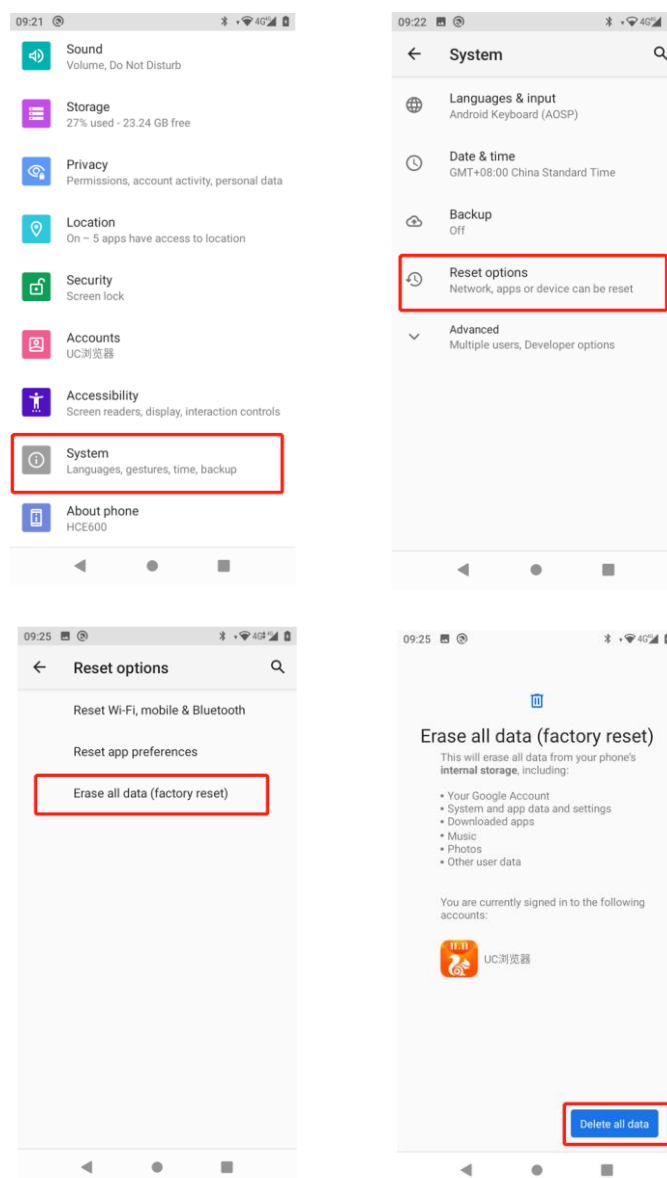 09:21
4G
Sound
Volume, Do Not Disturb
Storage
27% used - 23.24 GB free
Privacy
Permissions, account activity, personal data
Location
On – 5 apps have access to location
Security
Screen lock
Accounts
UC浏览器
Accessibility
Screen readers, display, interaction controls
System
Languages, gestures, time, backup
About phone
HCE600
09:22
4G
System
Languages & input
Android Keyboard (AOSP)
Date & time
GMT+08:00 China Standard Time
Backup
Off
Reset options
Network, apps or device can be reset
Advanced
Multiple users, Developer options
09:25
4G
Reset options
Reset Wi-Fi, mobile & Bluetooth
Reset app preferences
Erase all data (factory reset)
09:25
4G
Erase all data (factory reset)
This will erase all data from your phone's
internal storage, including:
• Your Google Account
• System and app data and settings
• Downloaded apps
• Music
• Photos
• Other user data
You are currently signed in to the following
accounts:
11.11
UC浏览器
Delete all data